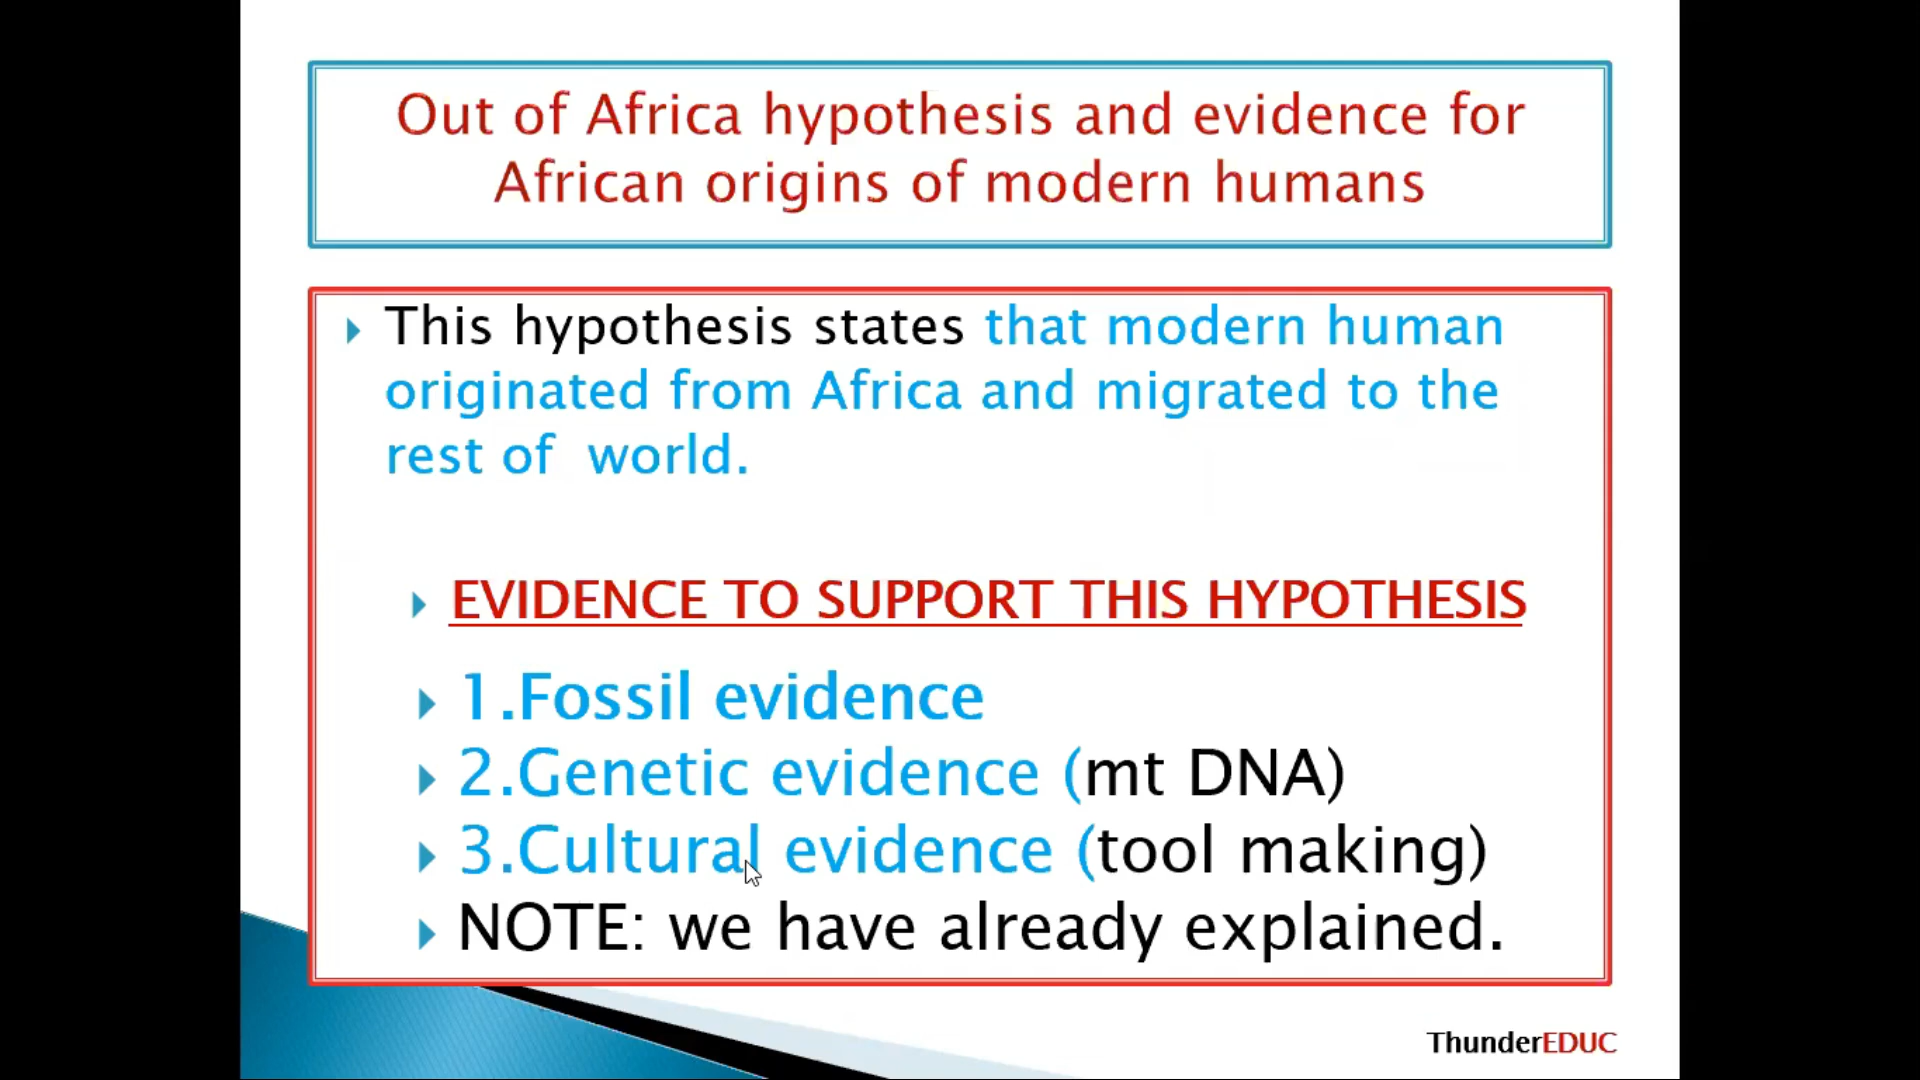 Out of Africa hypothesis and evidence for
African origins of modern humans
This hypothesis states that modern human
originated from Africa and migrated to the
rest of  world.
EVIDENCE TO SUPPORT THIS HYPOTHESIS
1.Fossil evidence
2.Genetic evidence (mt DNA)
3.Cultural evidence (tool making)
NOTE: we have already explained.
ThunderEDUC